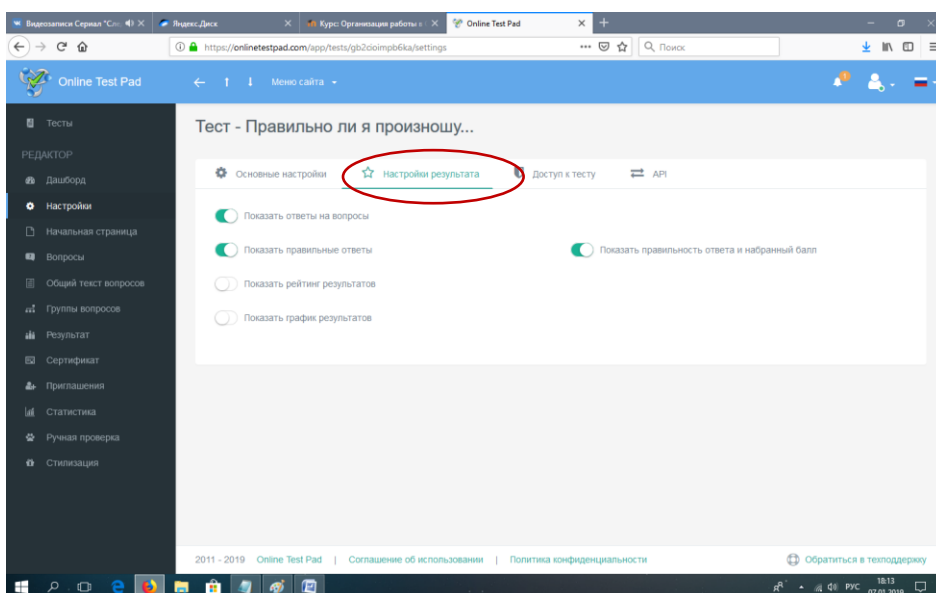 Видеозаписи Сериал "Сле
Яндекс.Диск
Курс: Организация работы в
Online Test Pad
https://onlinetestpad.com/app/tests/gb2cioimpb6ka/settings
Поиск
Online Test Pad
Меню сайта
Тесты
РЕДАКТОР
Дашборд
Настройки
Начальная страница
Вопросы
Общий текст вопросов
Группы вопросов
Результат
Сертификат
Приглашения
Статистика
Ручная проверка
Стилизация
Тест - Правильно ли я произношу...
Основные настройки Настройки результата Доступ к тесту API
Показать ответы на вопросы
Показать правильные ответы Показать правильность ответа и набранный балл
Показать рейтинг результатов
Показать график результатов
2011 - 2019 Online Test Pad | Соглашение об использовании | Политика конфиденциальности Обратиться в техподдержку
РУС
18:13
07.01.2019